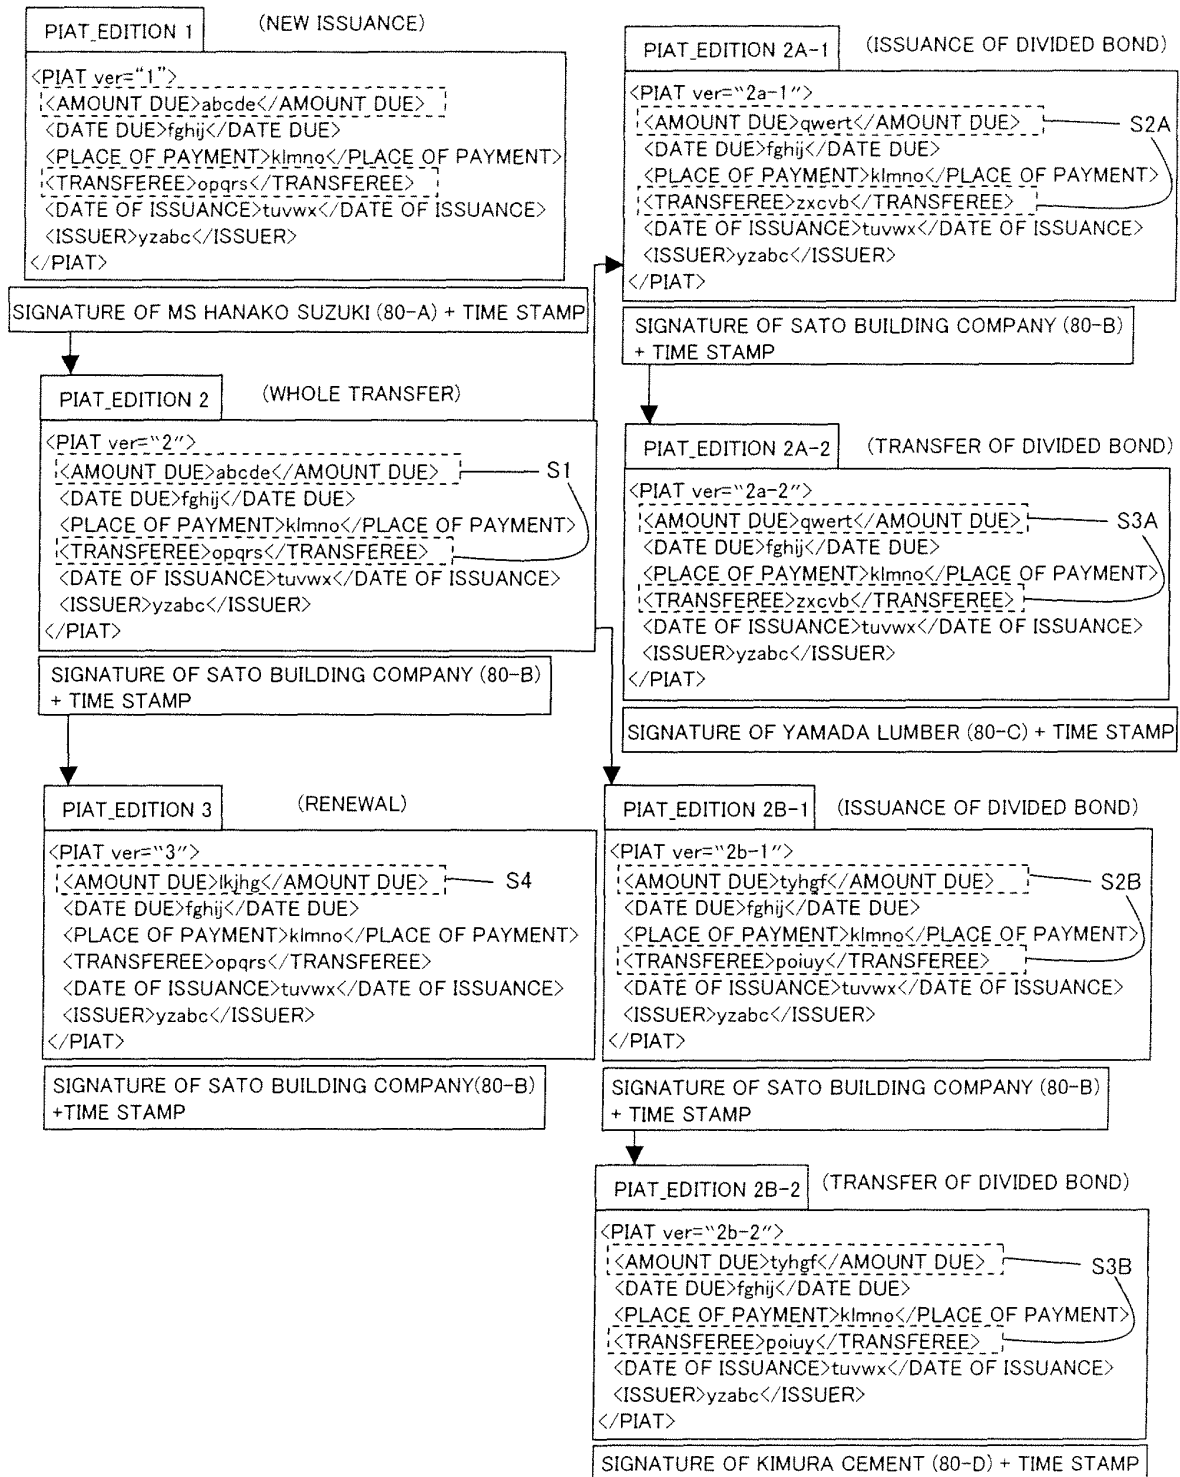 PIAT_EDITION 1
(NEW ISSUANCE)
<PIAT ver="1">
<AMOUNT DUE>abcde</AMOUNT DUE>
<DATE DUE>fghij</DATE DUE>
<PLACE OF PAYMENT>klmno</PLACE OF PAYMENT>
<TRANSFEREE>opqrs</TRANSFEREE>
<DATE OF ISSUANCE>tuvwx</DATE OF ISSUANCE>
<ISSUER>yzabc</ISSUER>
</PIAT>
SIGNATURE OF MS HANAKO SUZUKI (80-A) + TIME STAMP
PIAT_EDITION 2
(WHOLE TRANSFER)
<PIAT ver="2">
<AMOUNT DUE>abcde</AMOUNT DUE>
S1
<DATE DUE>fghij</DATE DUE>
<PLACE OF PAYMENT>klmno</PLACE OF PAYMENT>
<TRANSFEREE>opqrs</TRANSFEREE>
<DATE OF ISSUANCE>tuvwx</DATE OF ISSUANCE>
<ISSUER>yzabc</ISSUER>
</PIAT>
SIGNATURE OF SATO BUILDING COMPANY (80-B)
+ TIME STAMP
PIAT_EDITION 3
(RENEWAL)
<PIAT ver="3">
<AMOUNT DUE>lkjhg</AMOUNT DUE>
S4
<DATE DUE>fghij</DATE DUE>
<PLACE OF PAYMENT>klmno</PLACE OF PAYMENT>
<TRANSFEREE>opqrs</TRANSFEREE>
<DATE OF ISSUANCE>tuvwx</DATE OF ISSUANCE>
<ISSUER>yzabc</ISSUER>
</PIAT>
SIGNATURE OF SATO BUILDING COMPANY(80-B)
+TIME STAMP
PIAT_EDITION 2A-1
(ISSUANCE OF DIVIDED BOND)
<PIAT ver="2a-1">
<AMOUNT DUE>qwert</AMOUNT DUE>
S2A
<DATE DUE>fghij</DATE DUE>
<PLACE OF PAYMENT>klmno</PLACE OF PAYMENT>
<TRANSFEREE>zxcvb</TRANSFEREE>
<DATE OF ISSUANCE>tuvwx</DATE OF ISSUANCE>
<ISSUER>yzabc</ISSUER>
</PIAT>
SIGNATURE OF SATO BUILDING COMPANY (80-B)
+ TIME STAMP
PIAT_EDITION 2A-2
(TRANSFER OF DIVIDED BOND)
<PIAT ver="2a-2">
<AMOUNT DUE>qwert</AMOUNT DUE>
S3A
<DATE DUE>fghij</DATE DUE>
<PLACE OF PAYMENT>klmno</PLACE OF PAYMENT>
<TRANSFEREE>zxcvb</TRANSFEREE>
<DATE OF ISSUANCE>tuvwx</DATE OF ISSUANCE>
<ISSUER>yzabc</ISSUER>
</PIAT>
SIGNATURE OF YAMADA LUMBER (80-C) + TIME STAMP
PIAT_EDITION 2B-1
(ISSUANCE OF DIVIDED BOND)
<PIAT ver="2b-1">
<AMOUNT DUE>tyhgf</AMOUNT DUE>
S2B
<DATE DUE>fghij</DATE DUE>
<PLACE OF PAYMENT>klmno</PLACE OF PAYMENT>
<TRANSFEREE>poiuy</TRANSFEREE>
<DATE OF ISSUANCE>tuvwx</DATE OF ISSUANCE>
<ISSUER>yzabc</ISSUER>
</PIAT>
SIGNATURE OF SATO BUILDING COMPANY (80-B)
+ TIME STAMP
PIAT_EDITION 2B-2
(TRANSFER OF DIVIDED BOND)
<PIAT ver="2b-2">
<AMOUNT DUE>tyhgf</AMOUNT DUE>
S3B
<DATE DUE>fghij</DATE DUE>
<PLACE OF PAYMENT>klmno</PLACE OF PAYMENT>
<TRANSFEREE>poiuy</TRANSFEREE>
<DATE OF ISSUANCE>tuvwx</DATE OF ISSUANCE>
<ISSUER>yzabc</ISSUER>
</PIAT>
SIGNATURE OF KIMURA CEMENT (80-D) + TIME STAMP